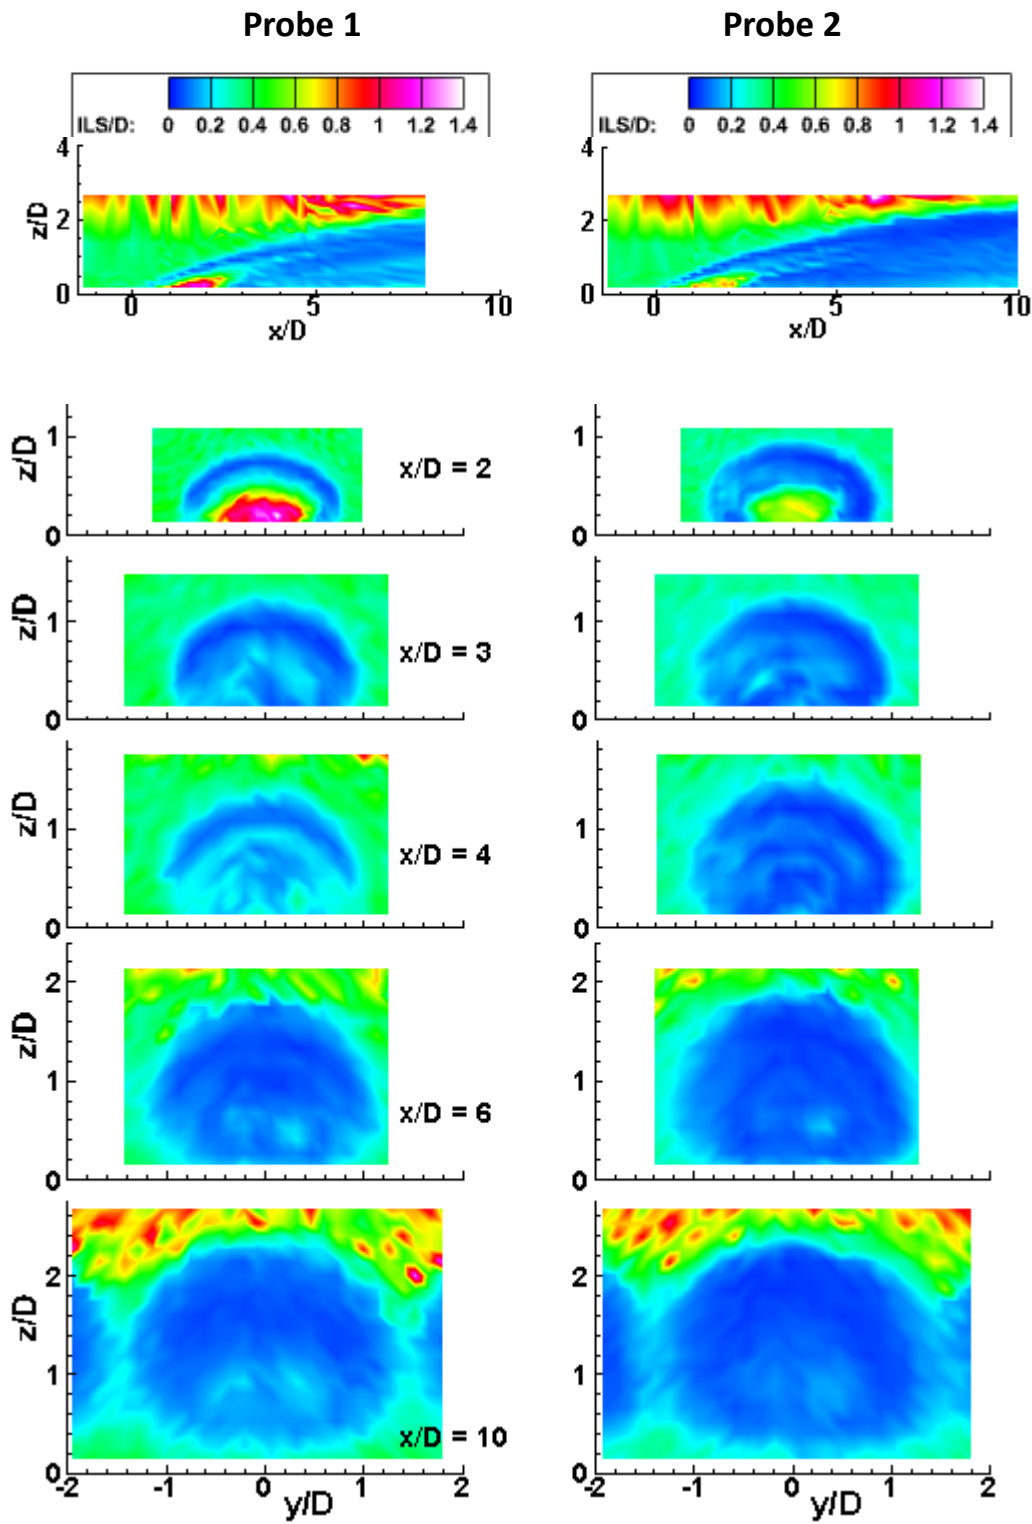 Probe 1 Probe 2
ILS/D: 0 0.2 0.4 0.6 0.8 1 1.2 1.4 ILS/D: 0 0.2 0.4 0.6 0.8 1 1.2 1.4
4 4
z/D 2 2
0 0
0 5 10 0 5 10
x/D x/D
z/D 1 x/D = 2 1
0 0
z/D 1 x/D = 3 1
0 0
z/D 1 x/D = 4 1
0 0
2 2
z/D 1 x/D = 6 1
0 0
2 2
z/D
1 1
x/D = 10
0 0
-2 -1 0 1 2 -2 -1 0 1 2
y/D y/D